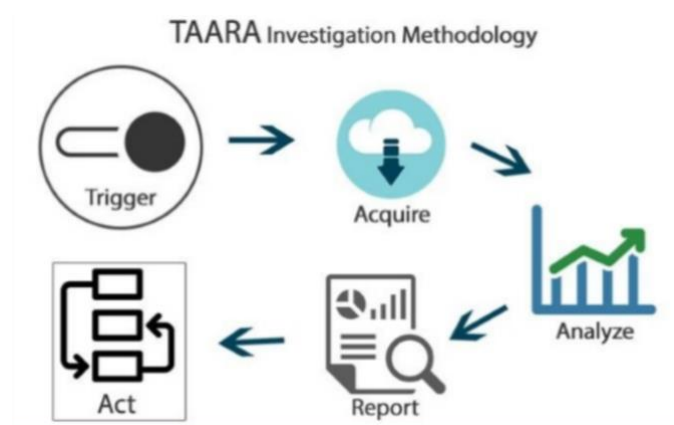 TAARA Investigation Methodology
Trigger
Acquire
Analyze
Report
Act